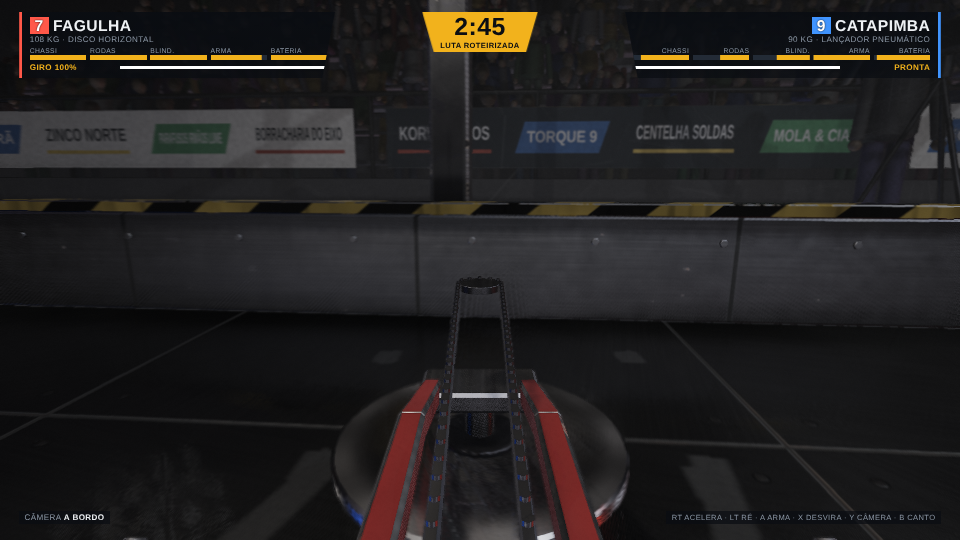 7 FAGULHA
108 KG · DISCO HORIZONTAL
CHASSI RODAS BLIND. ARMA BATERIA
GIRO 100%
2:45
LUTA ROTEIRIZADA
9 CATAPIMBA
90 KG · LANÇADOR PNEUMÁTICO
CHASSI RODAS BLIND. ARMA BATERIA
PRONTA
ZINCO NORTE
BORRACHARIA DO EIXO
TORQUE 9
CENTELHA SOLDAS
MOLA & CIA
CÂMERA A BORDO
RT ACELERA · LT RÉ · A ARMA · X DESVIRA · Y CÂMERA · B CANTO